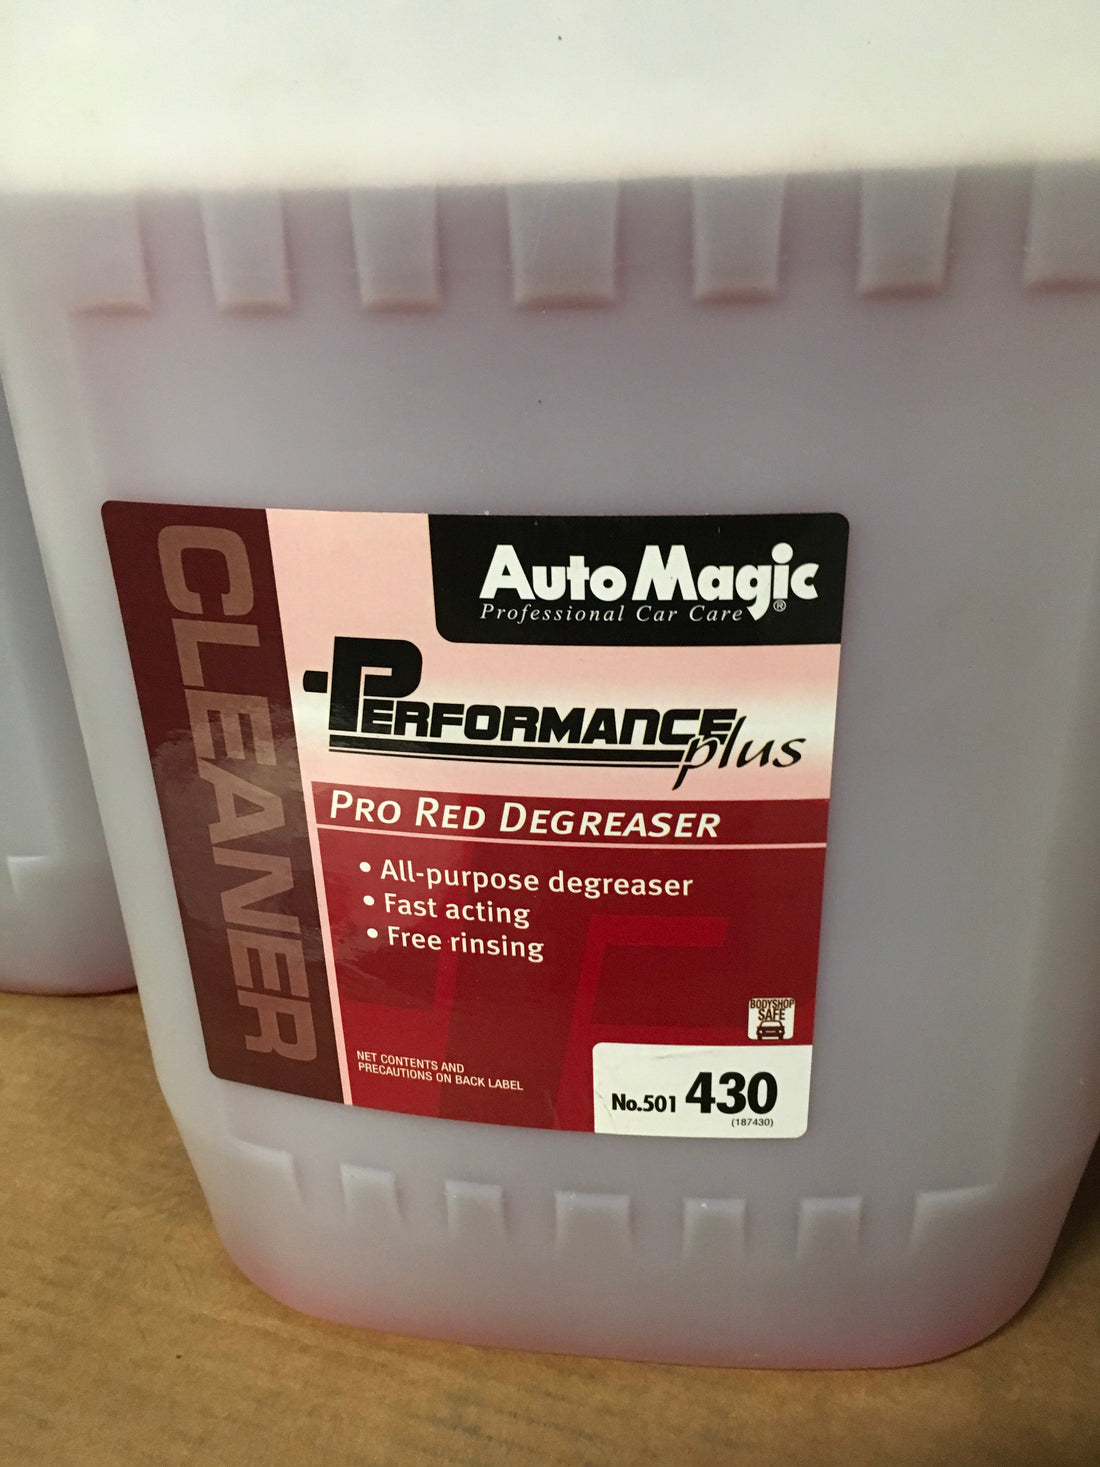 CLEANER
Auto Magic®
Professional Car Care
PERFORMANCE
plus
PRO RED DEGREASER
• All-purpose degreaser
• Fast acting
• Free rinsing
BODYSHOP
SAFE
NET CONTENTS AND
PRECAUTIONS ON BACK LABEL
No.501 430
(187430)